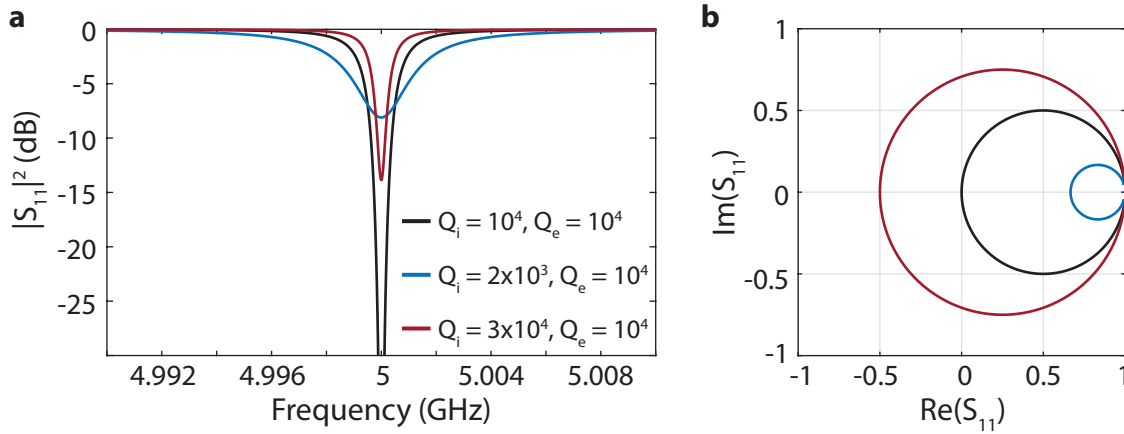 a
|S₁₁|² (dB)
0
-5
-10
-15
-20
-25
Qᵢ = 10⁴, Qₑ = 10⁴
Qᵢ = 2x10³, Qₑ = 10⁴
Qᵢ = 3x10⁴, Qₑ = 10⁴
4.992 4.996 5 5.004 5.008
Frequency (GHz)
b
Im(S₁₁)
1
0.5
0
-0.5
-1
-1 -0.5 0 0.5 1
Re(S₁₁)